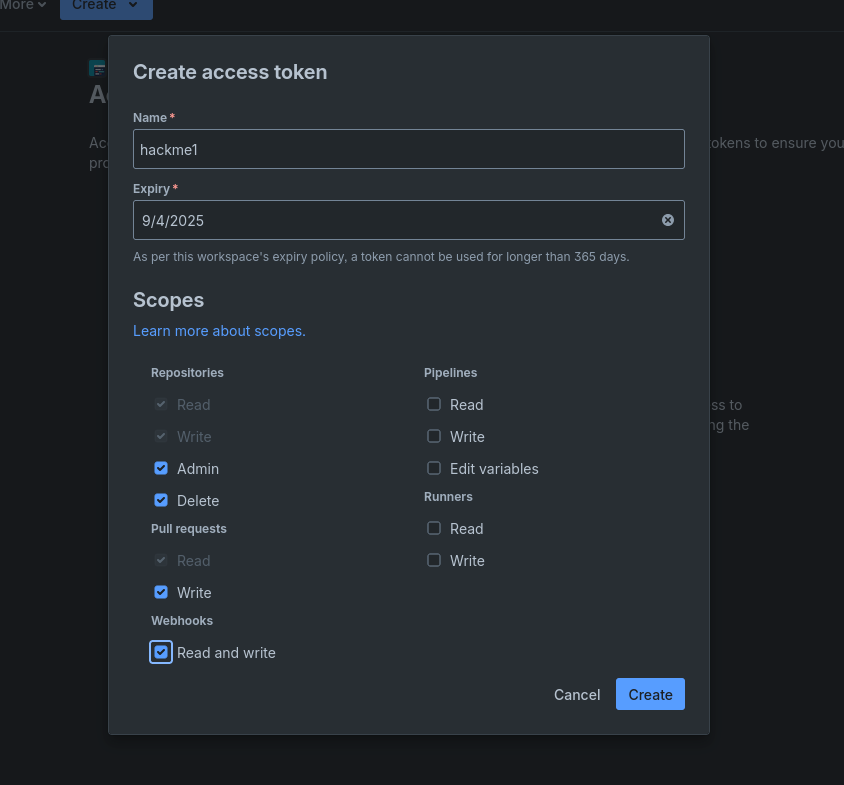 More
Create
Ac
Create access token
Name *
hackme1
Expiry *
9/4/2025
As per this workspace's expiry policy, a token cannot be used for longer than 365 days.
Ac
okens to ensure you
pro
Scopes
Learn more about scopes.
Repositories
Read
Write
Admin
Delete
Pull requests
Read
Write
Webhooks
Read and write
Pipelines
Read
Write
Edit variables
Runners
Read
Write
ss to
ng the
Cancel
Create